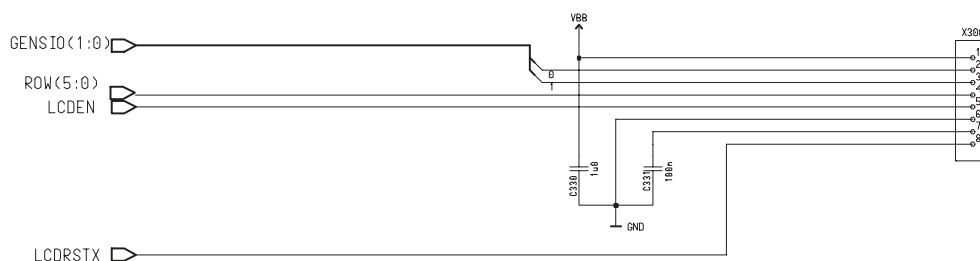 VBB
GENSIO(1:0)
X300
1
0
2
1
3
ROW(5:0)
4
LCDEN
5
6
7
8
C330
1u0
C331
100n
GND
LCDRSTX